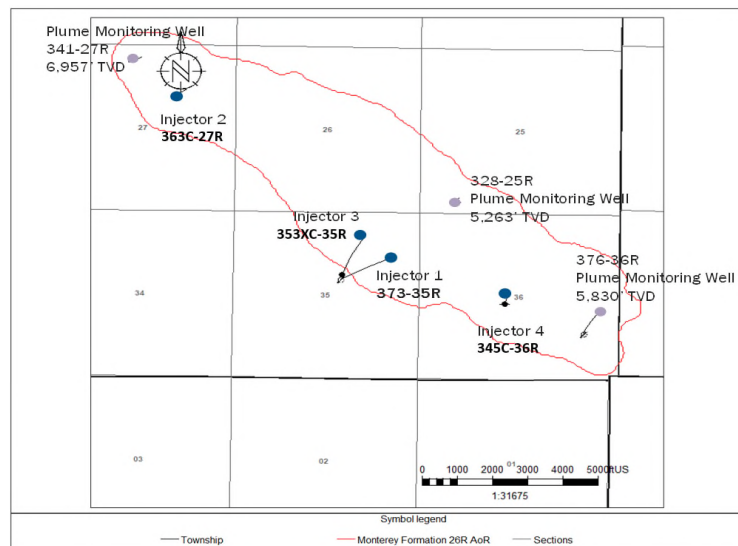 Plume Monitoring Well
341-27R
6,957' TVD
N
Injector 2
363C-27R
27
26
25
328-25R
Plume Monitoring Well
5,263' TVD
Injector 3
353XC-35R
376-36R
Plume Monitoring Well
5,830' TVD
Injector 1
373-35R
34
35
36
Injector 4
345C-36R
03
02
01
0 1000 2000 3000 4000 5000ftUS
1:31675
Symbol legend
Township Monterey Formation 26R AoR Sections